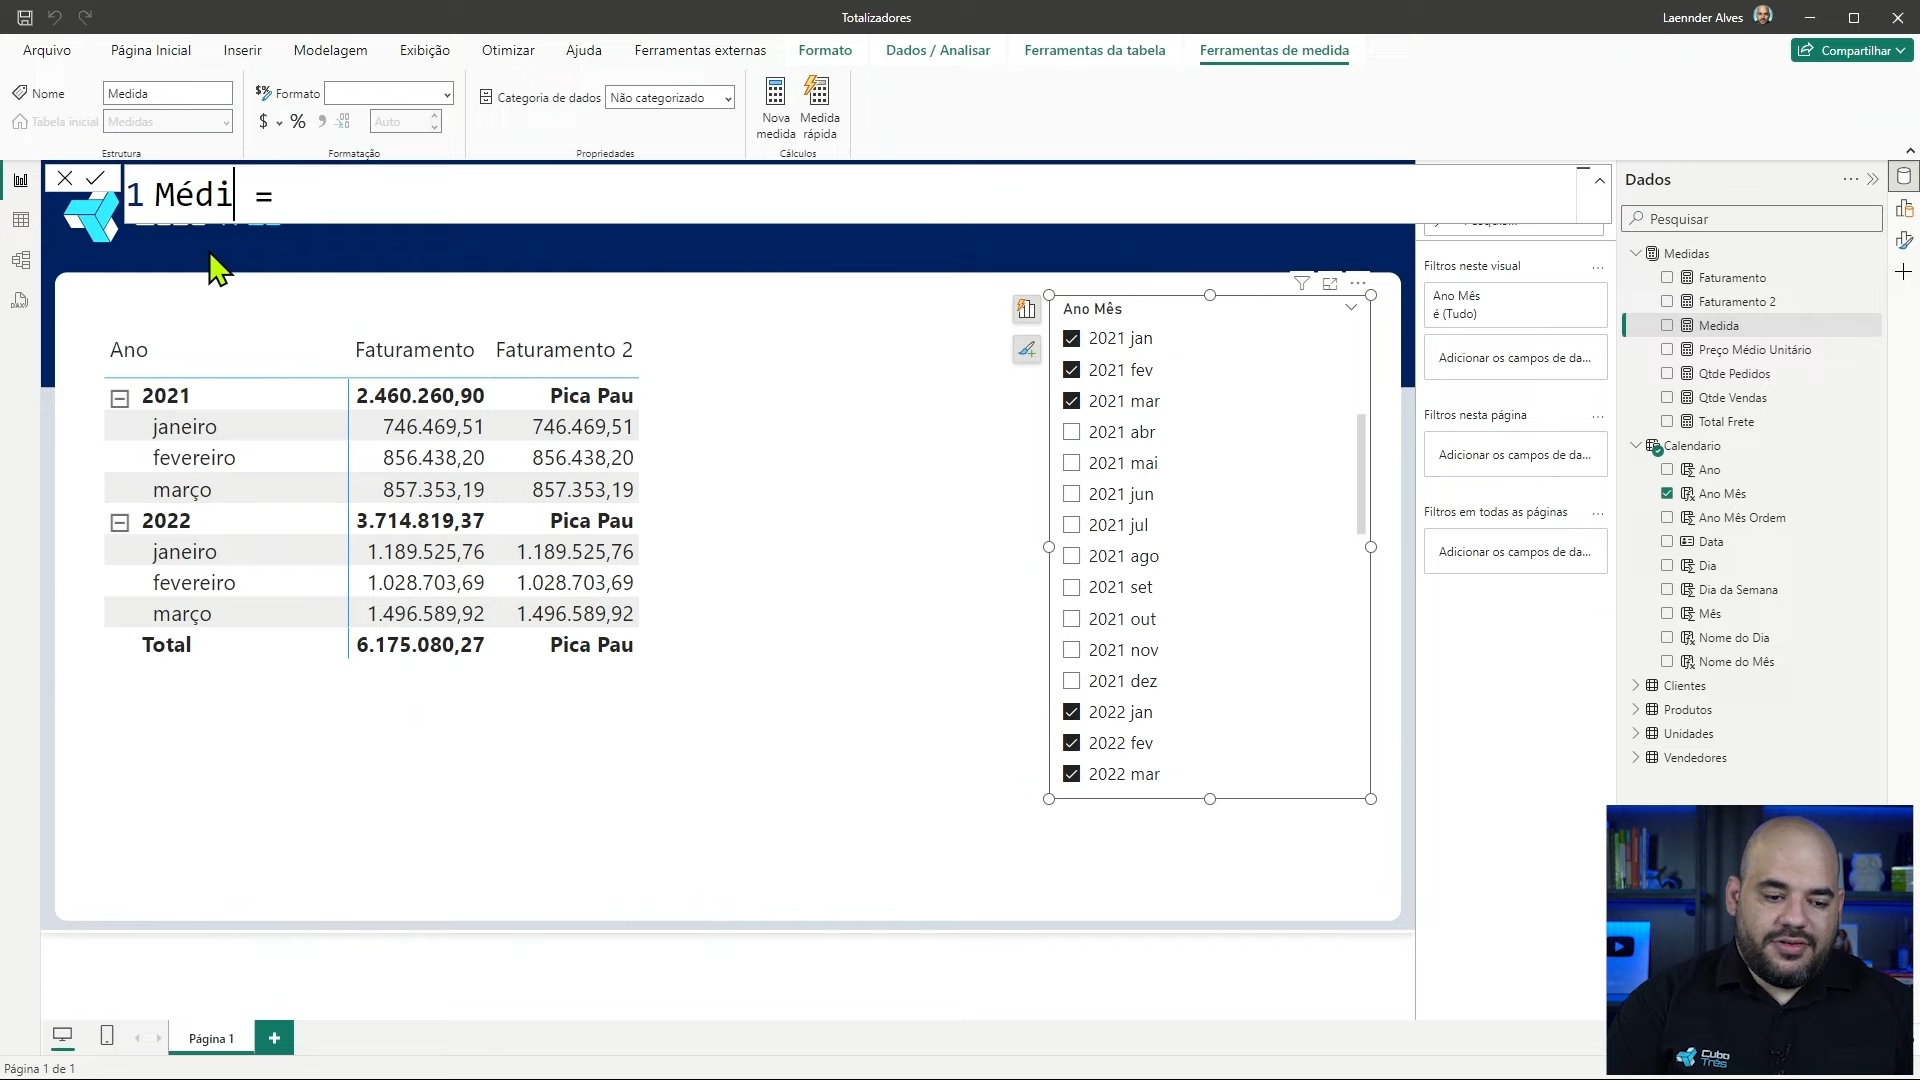 Totalizadores
Laennder Alves
Arquivo
Página Inicial
Inserir
Modelagem
Exibição
Otimizar
Ajuda
Ferramentas externas
Formato
Dados / Analisar
Ferramentas da tabela
Ferramentas de medida
Compartilhar
Nome
Medida
Tabela inicial
Medidas
Estrutura
Formato
$ % 
Auto
Formatação
Categoria de dados
Não categorizado
Propriedades
Nova medida
Medida rápida
Cálculos
1 Médi =
Ano
Faturamento
Faturamento 2
2021 2.460.260,90 Pica Pau
janeiro 746.469,51 746.469,51
fevereiro 856.438,20 856.438,20
março 857.353,19 857.353,19
2022 3.714.819,37 Pica Pau
janeiro 1.189.525,76 1.189.525,76
fevereiro 1.028.703,69 1.028.703,69
março 1.496.589,92 1.496.589,92
Total 6.175.080,27 Pica Pau
Ano Mês
2021 jan
2021 fev
2021 mar
2021 abr
2021 mai
2021 jun
2021 jul
2021 ago
2021 set
2021 out
2021 nov
2021 dez
2022 jan
2022 fev
2022 mar
Filtros neste visual
Ano Mês
é (Tudo)
Adicionar os campos de da...
Filtros nesta página
Adicionar os campos de da...
Filtros em todas as páginas
Adicionar os campos de da...
Dados
Pesquisar
Medidas
Faturamento
Faturamento 2
Medida
Preço Médio Unitário
Qtde Pedidos
Qtde Vendas
Total Frete
Calendario
Ano
Ano Mês
Ano Mês Ordem
Data
Dia
Dia da Semana
Mês
Nome do Dia
Nome do Mês
Clientes
Produtos
Unidades
Vendedores
Cubo
Três
Página 1
Página 1 de 1